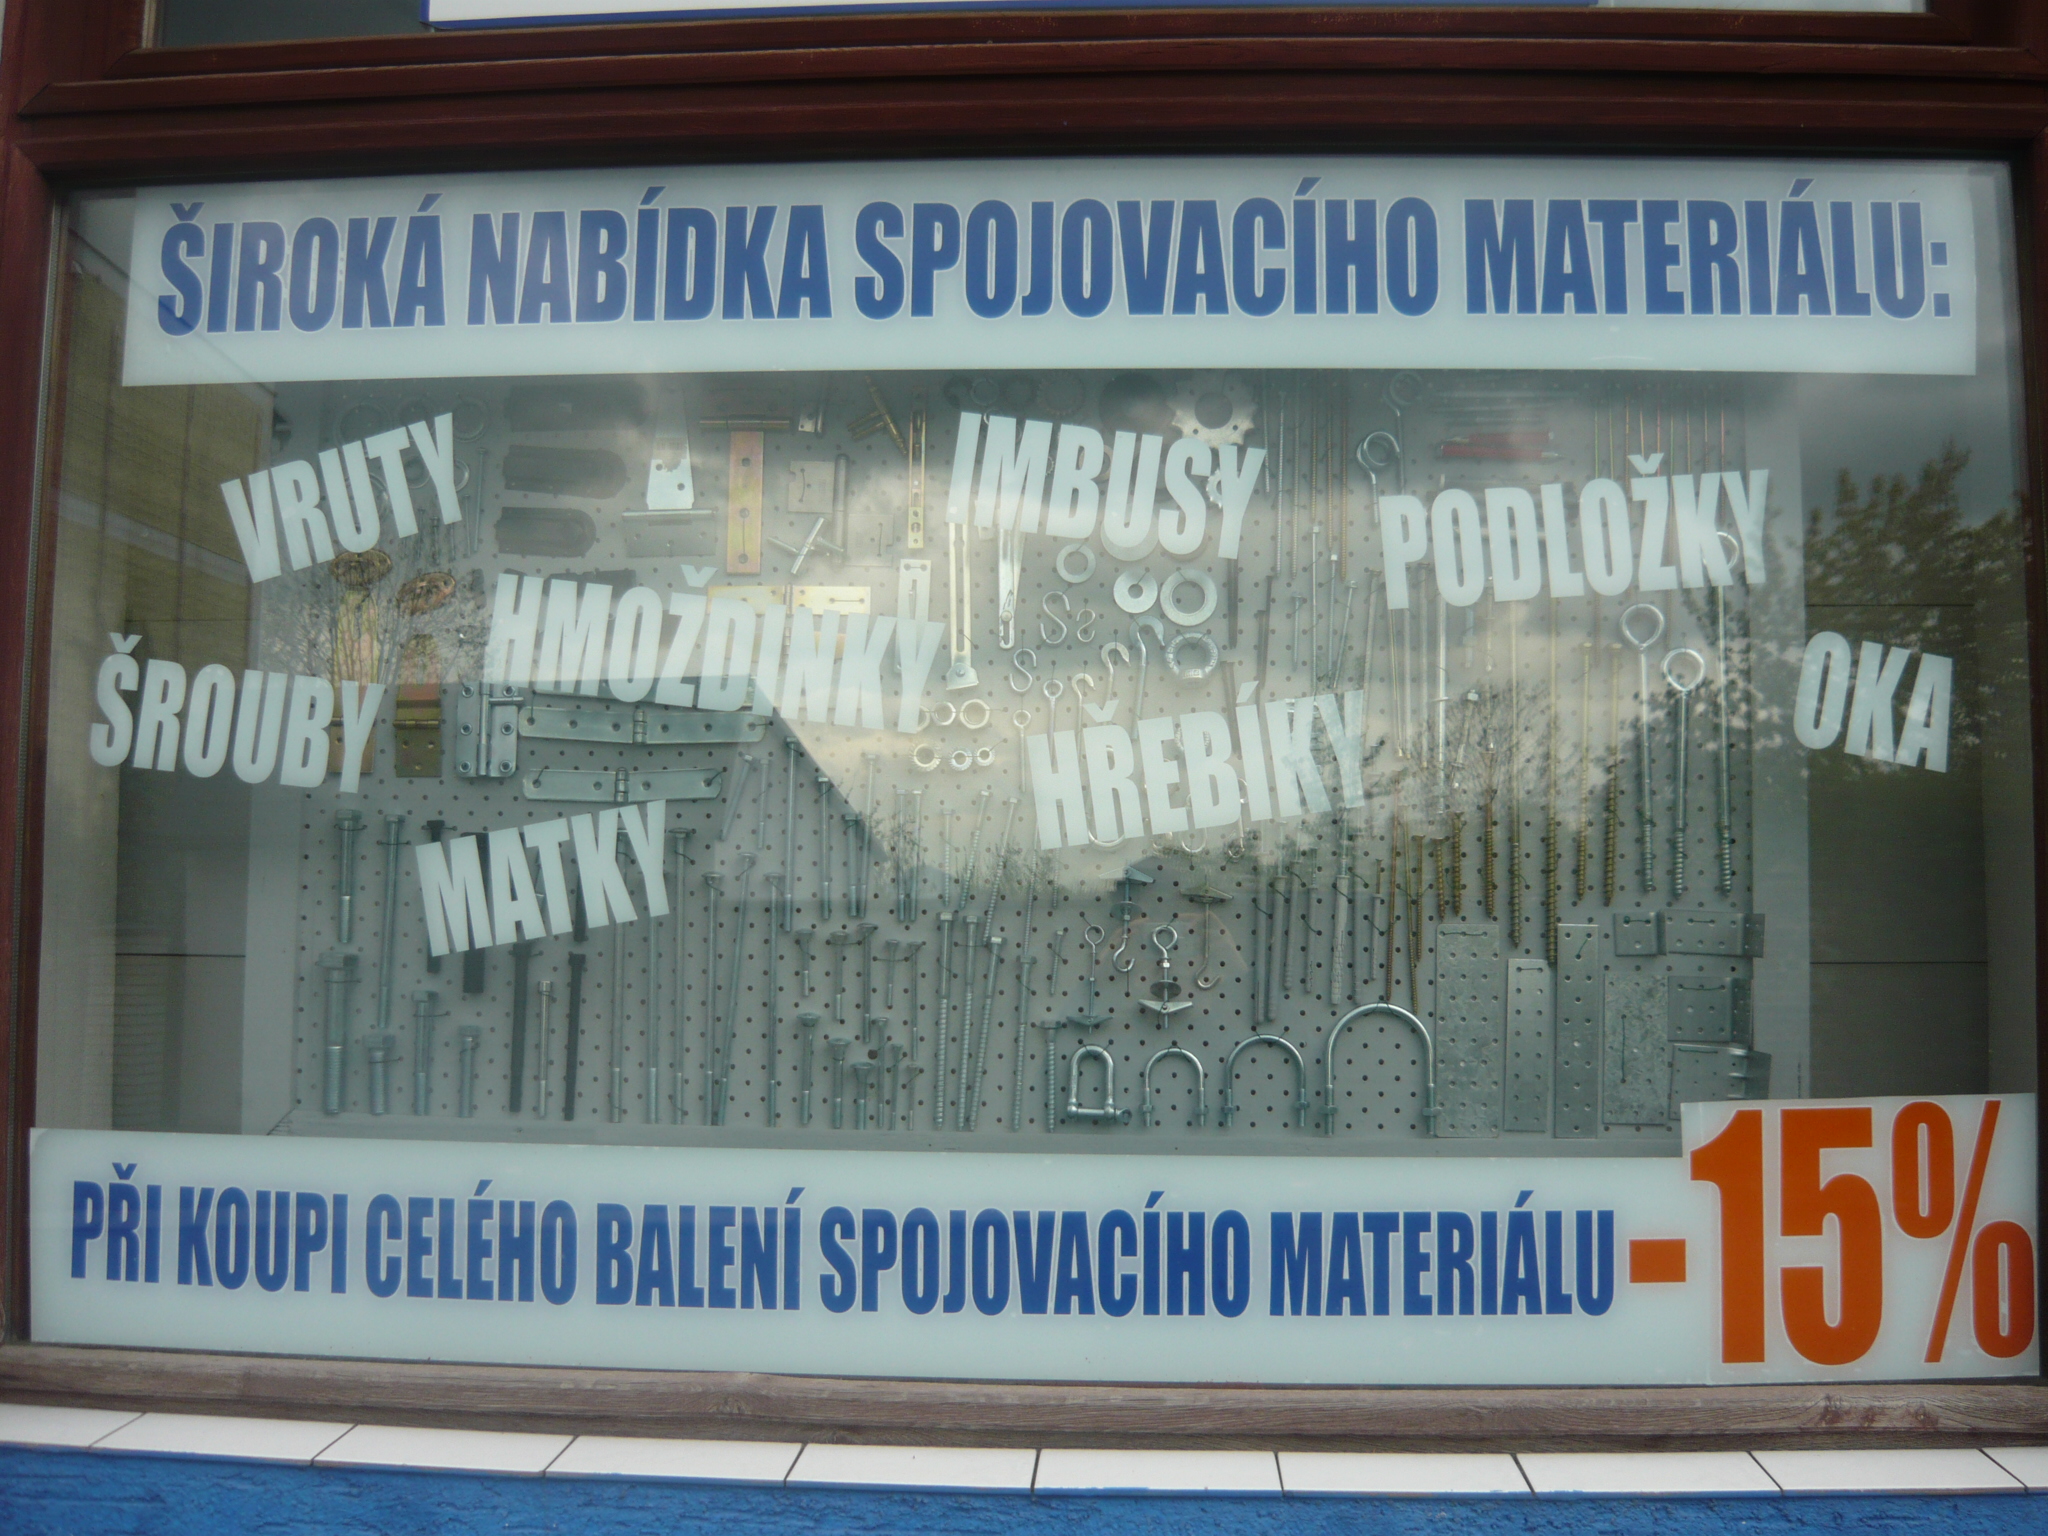 ŠIROKÁ NABÍDKA SPOJOVACÍHO MATERIÁLU:
VRUTY
IMBUSY
PODLOŽKY
HMOŽDINKY
ŠROUBY
OKA
HŘEBÍKY
MATKY
PŘI KOUPI CELÉHO BALENÍ SPOJOVACÍHO MATERIÁLU -15%